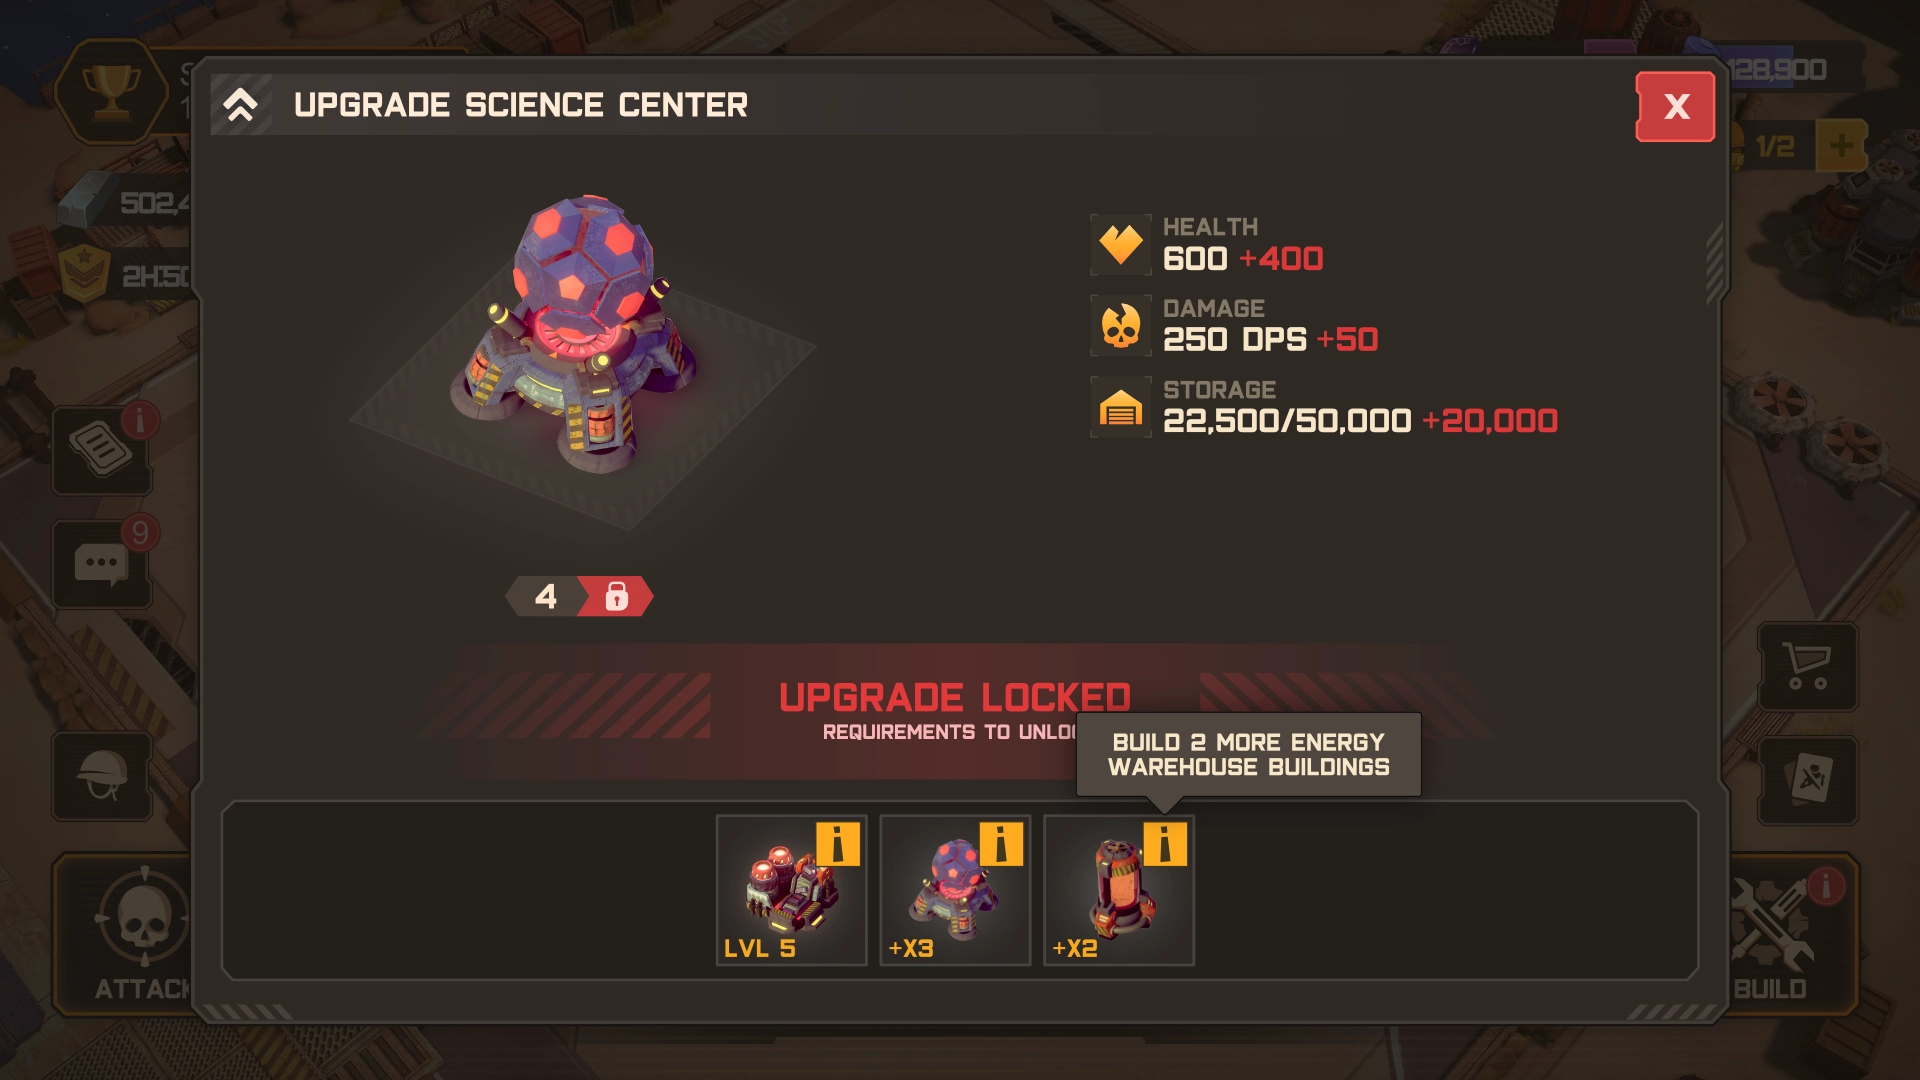 UPGRADE SCIENCE CENTER
X
128,900
1/2
502,4
2H:50
HEALTH
600 +400
DAMAGE
250 DPS +50
STORAGE
22,500/50,000 +20,000
9
4
UPGRADE LOCKED
REQUIREMENTS TO
BUILD 2 MORE ENERGY
WAREHOUSE BUILDINGS
LVL 5
+X3
+X2
ATTACK
BUILD